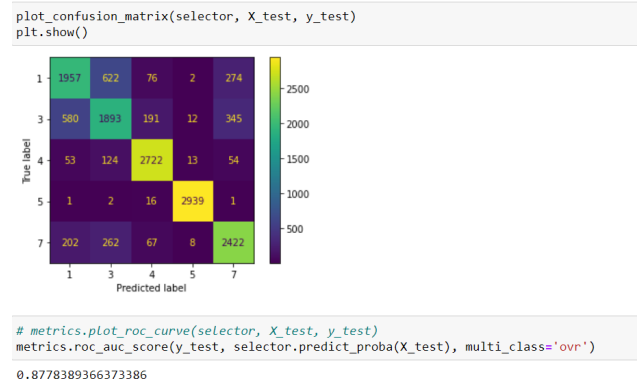 plot_confusion_matrix(selector, X_test, y_test)
plt.show()
1 1957 622 76 2 274
3 580 1893 191 12 345
4 53 124 2722 13 54
5 1 2 16 2939 1
7 202 262 67 8 2422
1 3 4 5 7
True label
Predicted label
2500
2000
1500
1000
500
# metrics.plot_roc_curve(selector, X_test, y_test)
metrics.roc_auc_score(y_test, selector.predict_proba(X_test), multi_class='ovr')
0.8778389366373386